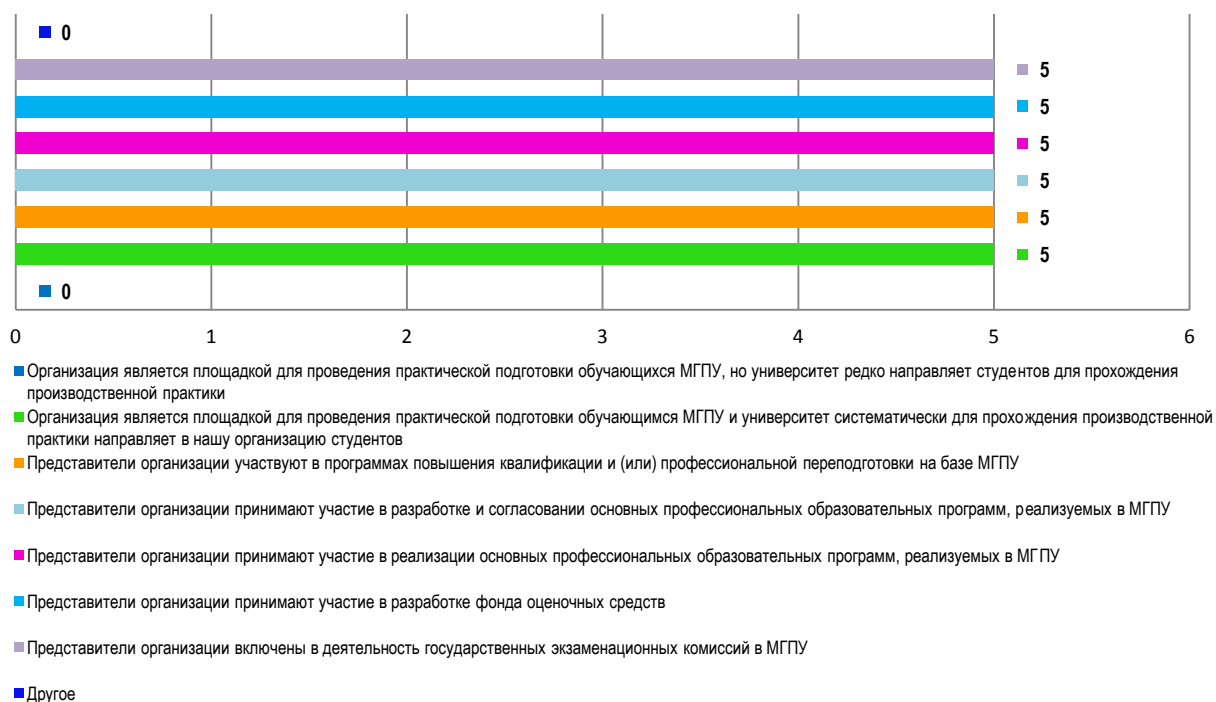 0
5
5
5
5
5
5
0
0 1 2 3 4 5 6
Организация является площадкой для проведения практической подготовки обучающихся МГПУ, но университет редко направляет студентов для прохождения
производственной практики
Организация является площадкой для проведения практической подготовки обучающимся МГПУ и университет систематически для прохождения производственной
практики направляет в нашу организацию студентов
Представители организации участвуют в программах повышения квалификации и (или) профессиональной переподготовки на базе МГПУ
Представители организации принимают участие в разработке и согласовании основных профессиональных образовательных программ, реализуемых в МГПУ
Представители организации принимают участие в реализации основных профессиональных образовательных программ, реализуемых в МГПУ
Представители организации принимают участие в разработке фонда оценочных средств
Представители организации включены в деятельность государственных экзаменационных комиссий в МГПУ
Другое